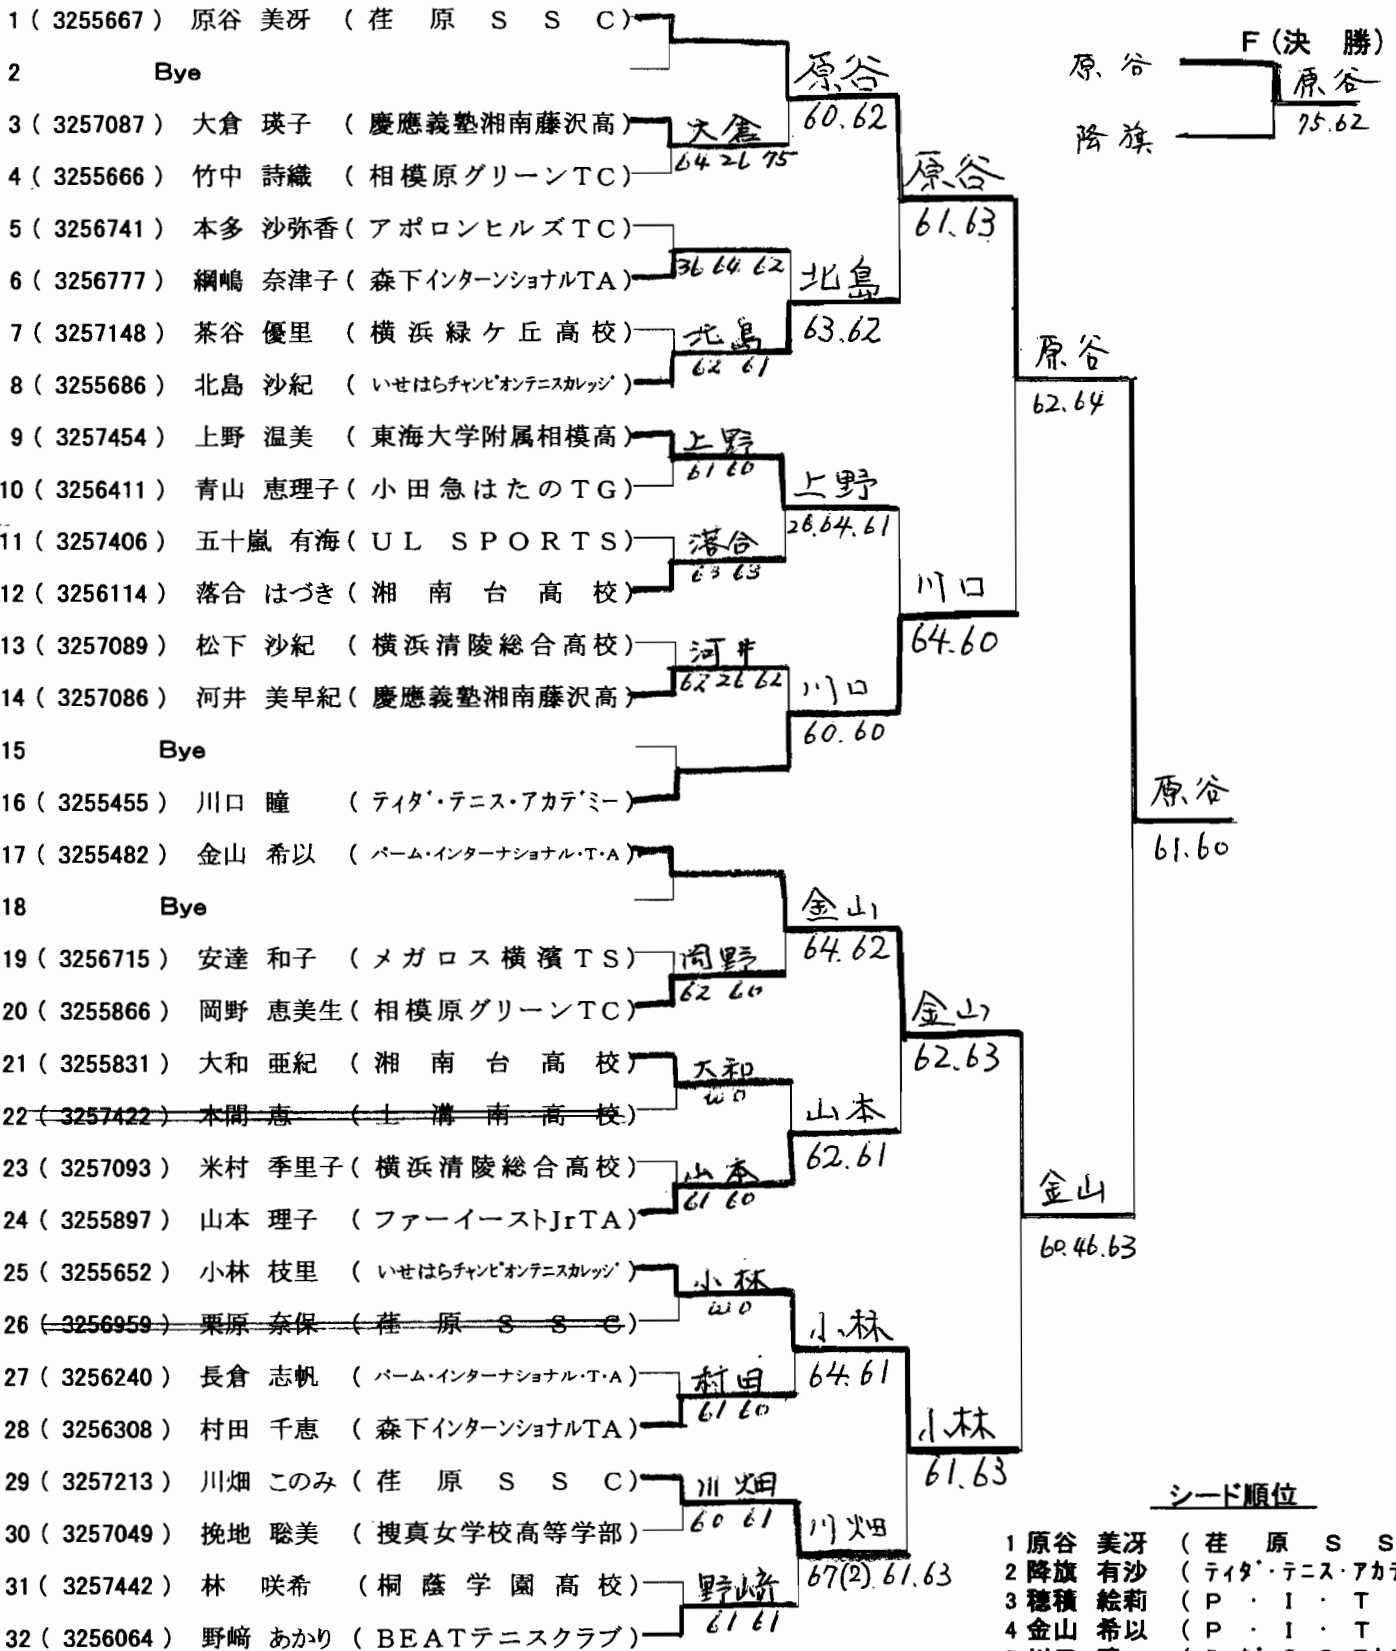 1 ( 3255667 ) 原谷 美冴 ( 荏 原 S S C )
2 Bye
3 ( 3257087 ) 大倉 瑛子 ( 慶應義塾湘南藤沢高 )
4 ( 3255666 ) 竹中 詩織 ( 相模原グリーンTC )
5 ( 3256741 ) 本多 沙弥香 ( アポロンヒルズTC )
6 ( 3256777 ) 綱嶋 奈津子 ( 森下インターンショナルTA )
7 ( 3257148 ) 茶谷 優里 ( 横浜緑ケ丘高校 )
8 ( 3255686 ) 北島 沙紀 ( いせはらチャンピオンテニスカレッジ )
9 ( 3257454 ) 上野 温美 ( 東海大学附属相模高 )
10 ( 3256411 ) 青山 恵理子 ( 小田急はたのTG )
11 ( 3257406 ) 五十嵐 有海 ( UL SPORTS )
12 ( 3256114 ) 落合 はづき ( 湘 南 台 高 校 )
13 ( 3257089 ) 松下 沙紀 ( 横浜清陵総合高校 )
14 ( 3257086 ) 河井 美早紀 ( 慶應義塾湘南藤沢高 )
15 Bye
16 ( 3255455 ) 川口 瞳 ( ティダ・テニス・アカデミー )
17 ( 3255482 ) 金山 希以 ( パーム・インターナショナル・T・A )
18 Bye
19 ( 3256715 ) 安達 和子 ( メガロス横濱TS )
20 ( 3255866 ) 岡野 恵美生 ( 相模原グリーンTC )
21 ( 3255831 ) 大和 亜紀 ( 湘 南 台 高 校 )
22 ( 3257422 ) 本間 恵 ( 上 溝 南 高 校 )
23 ( 3257093 ) 米村 季里子 ( 横浜清陵総合高校 )
24 ( 3255897 ) 山本 理子 ( ファーイーストJrTA )
25 ( 3255652 ) 小林 枝里 ( いせはらチャンピオンテニスカレッジ )
26 ( 3256959 ) 栗原 奈保 ( 荏 原 S S C )
27 ( 3256240 ) 長倉 志帆 ( パーム・インターナショナル・T・A )
28 ( 3256308 ) 村田 千恵 ( 森下インターンショナルTA )
29 ( 3257213 ) 川畑 このみ ( 荏 原 S S C )
30 ( 3257049 ) 挽地 聡美 ( 捜真女学校高等学部 )
31 ( 3257442 ) 林 咲希 ( 桐蔭学園高校 )
32 ( 3256064 ) 野﨑 あかり ( BEATテニスクラブ )
大倉
64 26 75
36 64 62
北島
62 61
上野
61 60
落合
63 63
河井
62 26 62
岡野
62 60
大和
w0
山本
61 60
小林
w0
村田
61 60
川畑
60 61
野崎
61 61
原谷
60.62
北島
63.62
上野
26.64.61
川口
60.60
金山
64.62
山本
62.61
小林
64.61
川畑
67(2).61.63
原谷
61.63
川口
64.60
金山
62.63
小林
61.63
原谷
62.64
金山
60.46.63
原谷
61.60
F(決 勝)
原谷
降旗
原谷
75.62
シード順位
1 原谷 美冴 ( 荏 原 S S
2 降旗 有沙 ( ティダ・テニス・アカデ
3 穂積 絵莉 ( P ・ I ・ T
4 金山 希以 ( P ・ I ・ T